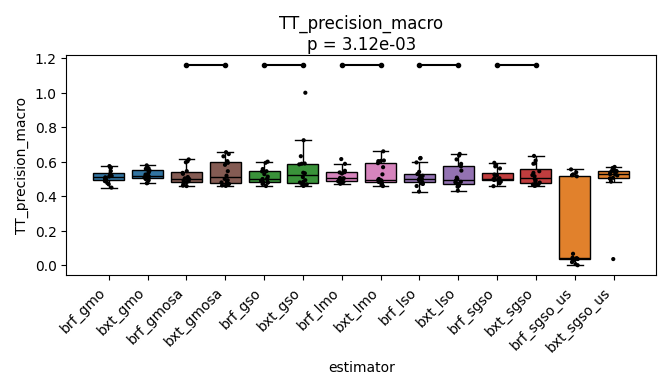 TT_precision_macro
p = 3.12e-03
TT_precision_macro
1.2
1.0
0.8
0.6
0.4
0.2
0.0
brf_gmo
bxt_gmo
brf_gmosa
bxt_gmosa
brf_gso
bxt_gso
brf_lmo
bxt_lmo
brf_lso
bxt_lso
brf_sgso
bxt_sgso
brf_sgso_us
bxt_sgso_us
estimator